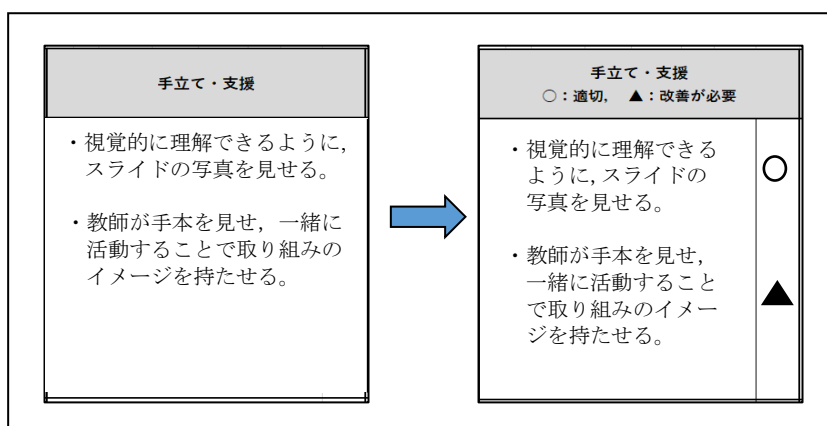 手立て・支援
・視覚的に理解できるように，
スライドの写真を見せる。
・教師が手本を見せ，一緒に
活動することで取り組みの
イメージを持たせる。
手立て・支援
○：適切，　▲：改善が必要
・視覚的に理解できる
ように，スライドの
写真を見せる。
○
・教師が手本を見せ，
一緒に活動すること
で取り組みのイメー
ジを持たせる。
▲